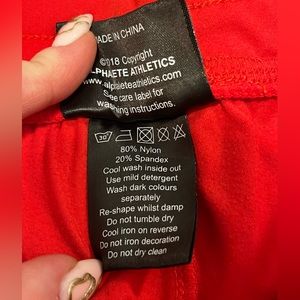 MADE IN CHINA
©818 Copyright
ALPHAETE ATHLETICS
www.alphaeteathletics.com
See care label for
washing instructions.
30
80% Nylon
20% Spandex
Cool wash inside out
Use mild detergent
Wash dark colours
separately
Re-shape whilst damp
Do not tumble dry
Cool iron on reverse
Do not iron decoration
Do not dry clean